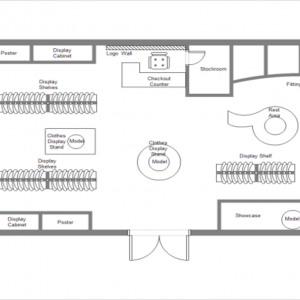 Poster
Display
Cabinet
Logo Wall
Checkout
Counter
Stockroom
Fitting
Display
Shelves
Rest
Area
Clothes
Display
Stand
Model
Clothes
Display
Stand
Model
Display
Shelves
Display Shelf
Display
Cabinet
Poster
Showcase
Model